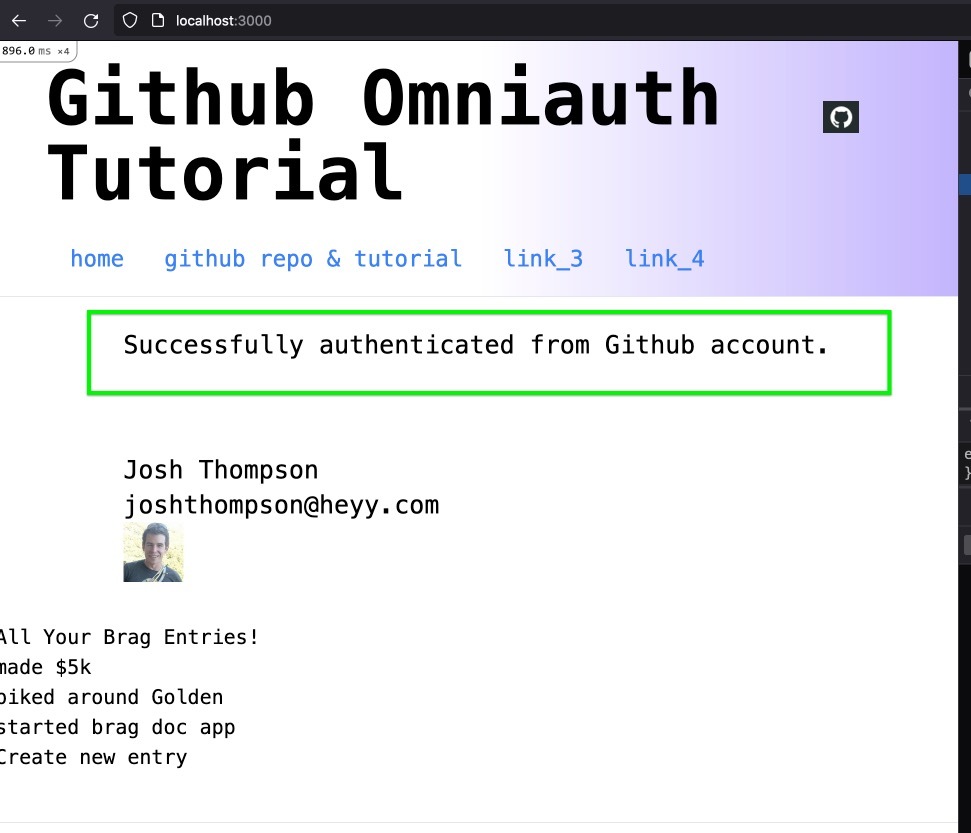 localhost:3000
896.0 ms ×4
Github Omniauth
Tutorial
home github repo & tutorial link_3 link_4
Successfully authenticated from Github account.
Josh Thompson
joshthompson@heyy.com
All Your Brag Entries!
made $5k
biked around Golden
started brag doc app
Create new entry